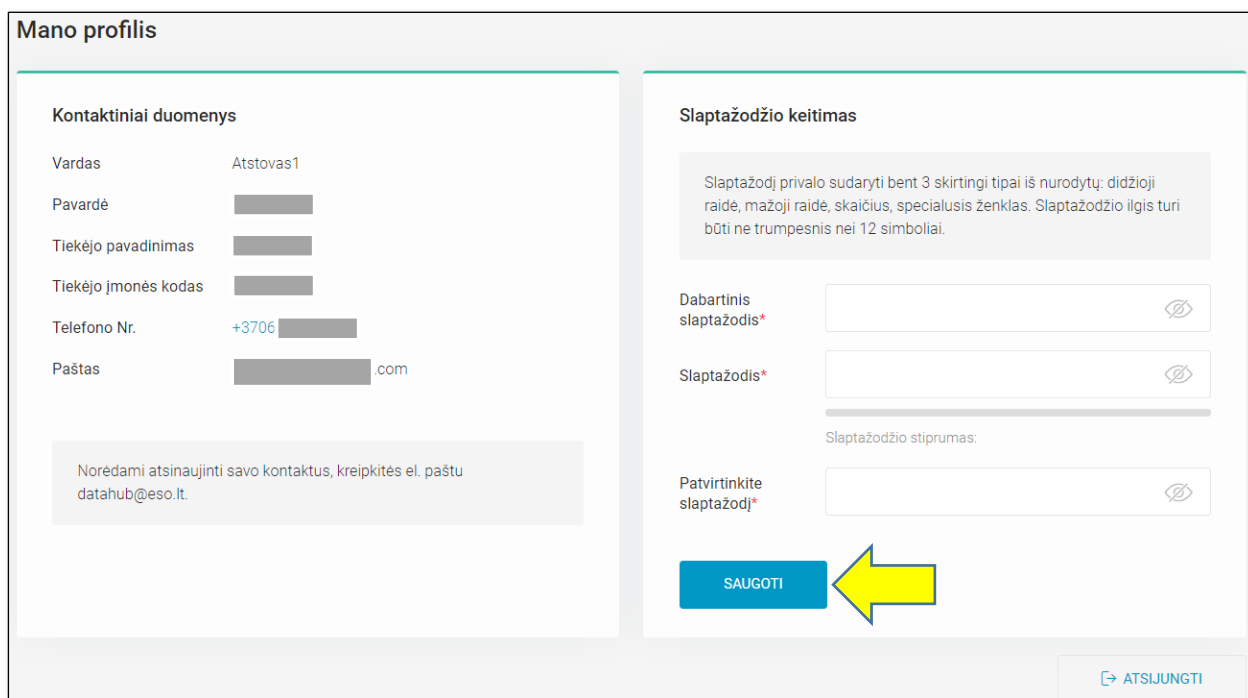 Mano profilis
Kontaktiniai duomenys
Vardas Atstovas1
Pavardė
Tiekėjo pavadinimas
Tiekėjo įmonės kodas
Telefono Nr. +3706
Paštas .com
Norėdami atsinaujinti savo kontaktus, kreipkitės el. paštu
datahub@eso.lt.
Slaptažodžio keitimas
Slaptažodį privalo sudaryti bent 3 skirtingi tipai iš nurodytų: didžioji
raidė, mažoji raidė, skaičius, specialusis ženklas. Slaptažodžio ilgis turi
būti ne trumpesnis nei 12 simboliai.
Dabartinis
slaptažodis*
Slaptažodis*
Slaptažodžio stiprumas:
Patvirtinkite
slaptažodį*
SAUGOTI
ATSIJUNGTI